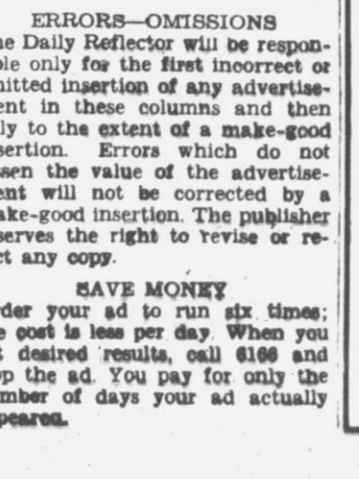 ERRORS—OMISSIONS
ne Daily Reflector will be respon-
ble only for the first incorrect or
mitted insertion of any advertise-
ent in these columns and then
ly to the extent of a make-good
sertion. Errors which do not
ssen the value of the advertise-
ent will not be corrected by a
ake-good insertion. The publisher
serves the right to revise or re-
ct any copy.
SAVE MONEY
rder your ad to run six times;
e cost is less per day. When you
t desired results, call 6166 and
op the ad. You pay for only the
mber of days your ad actually
peared.